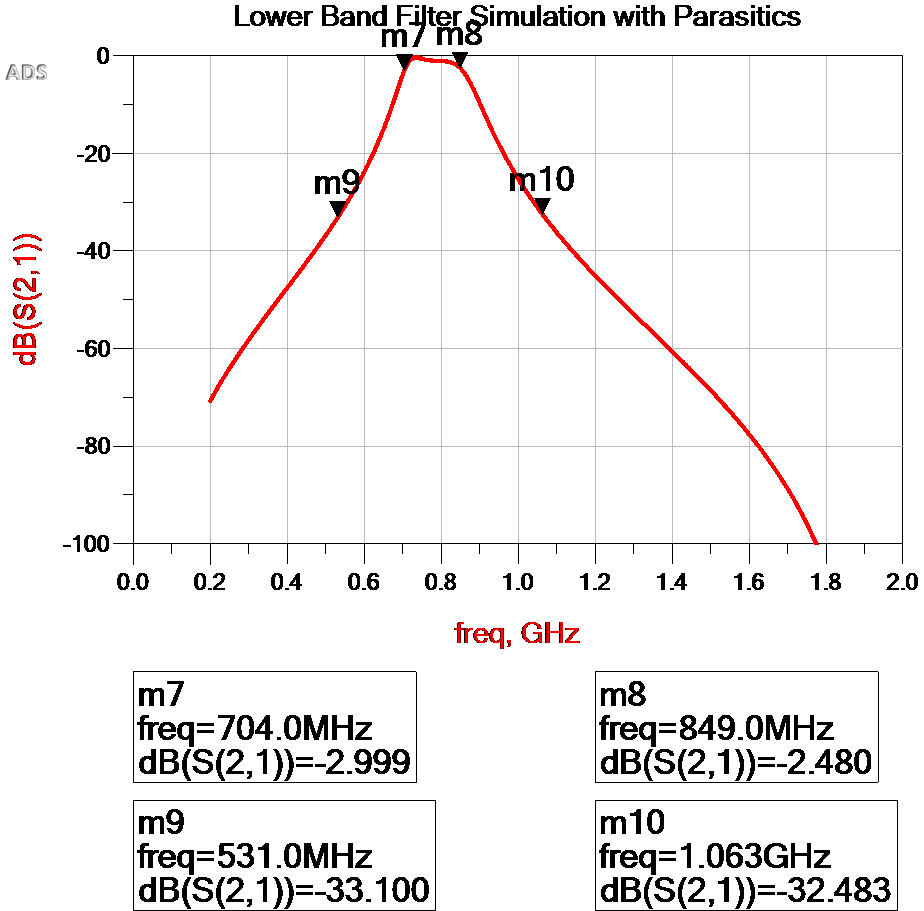 Lower Band Filter Simulation with Parasitics
m7 m8
ADS
0
-20
m9
m10
-40
dB(S(2,1))
-60
-80
-100
0.0 0.2 0.4 0.6 0.8 1.0 1.2 1.4 1.6 1.8 2.0
freq, GHz
m7
freq=704.0MHz
dB(S(2,1))=-2.999
m8
freq=849.0MHz
dB(S(2,1))=-2.480
m9
freq=531.0MHz
dB(S(2,1))=-33.100
m10
freq=1.063GHz
dB(S(2,1))=-32.483